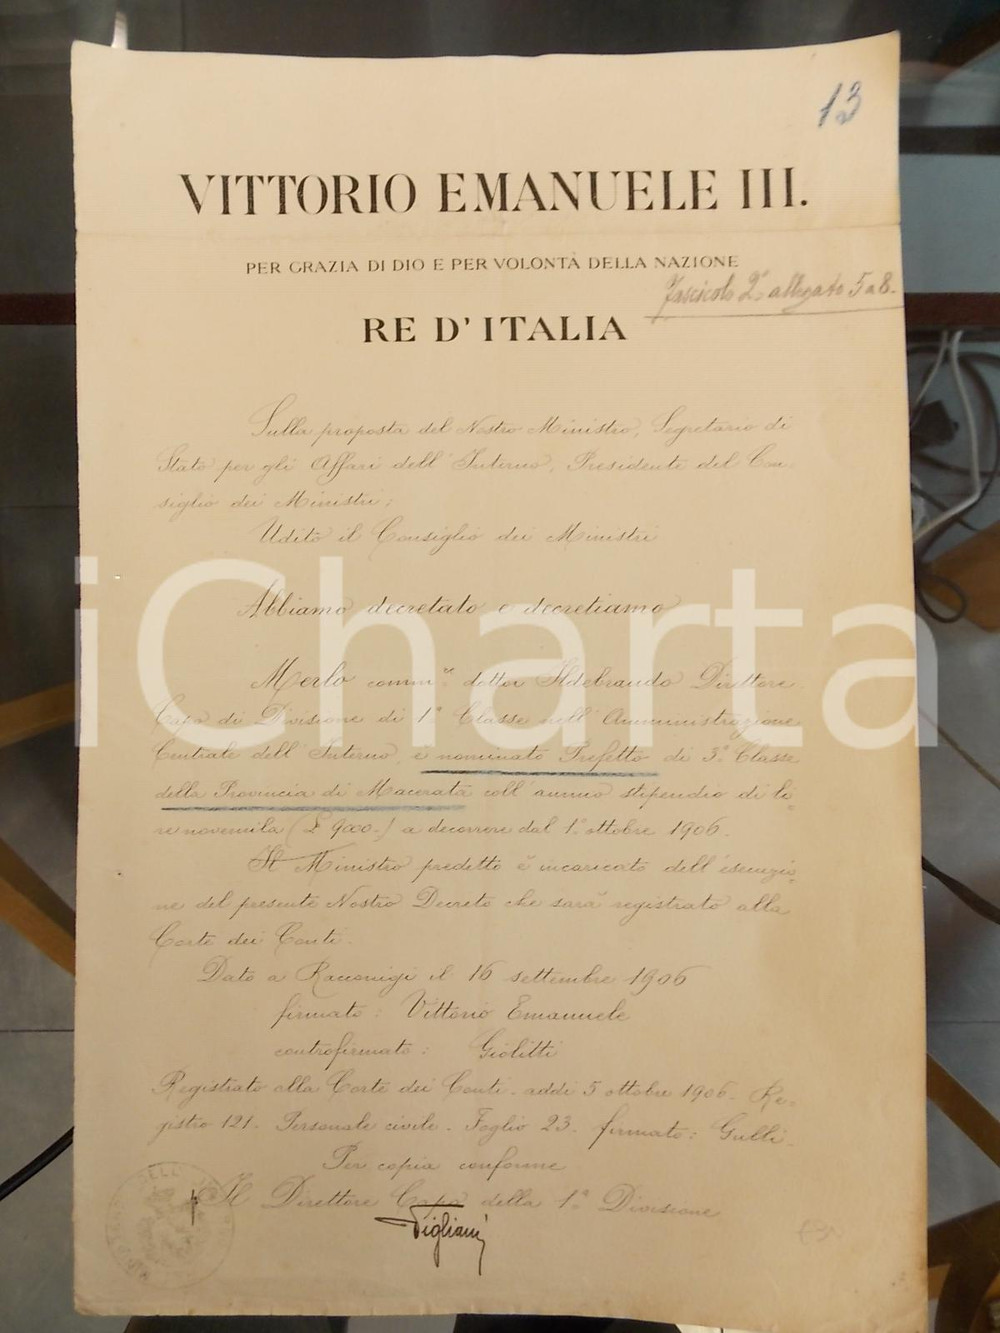 13
VITTORIO EMANUELE III.
PER GRAZIA DI DIO E PER VOLONTÀ DELLA NAZIONE
Fascicolo 2° allegato 5 a 8.
RE D'ITALIA
Sulla proposta del Nostro Ministro, Segretario di
Stato per gli Affari dell'Interno, Presidente del Con-
siglio dei Ministri;
Udito il Consiglio dei Ministri
Abbiamo decretato e decretiamo
iCharta
Merlo comm.re dottor Ildebrando Direttore
Capo di Divisione di 1a Classe nell'Amministrazione
Centrale dell'Interno, è nominato Prefetto di 3a Classe
della Provincia di Macerata coll'annuo stipendio di li-
re novemila (£ 9000-) a decorrere dal 1° ottobre 1906.
Il Ministro predetto è incaricato dell'esecuzio-
ne del presente Nostro Decreto che sarà registrato alla
Corte dei Conti.
Dato a Racconigi il 16 settembre 1906
firmato: Vittorio Emanuele
controfirmato: Giolitti
Registrato alla Corte dei Conti addì 5 ottobre 1906. Re-
gistro 121. Personale civile. Foglio 23. firmato: Gulli.
Per copia conforme
Il Direttore Capo della 1a Divisione
Vigliani